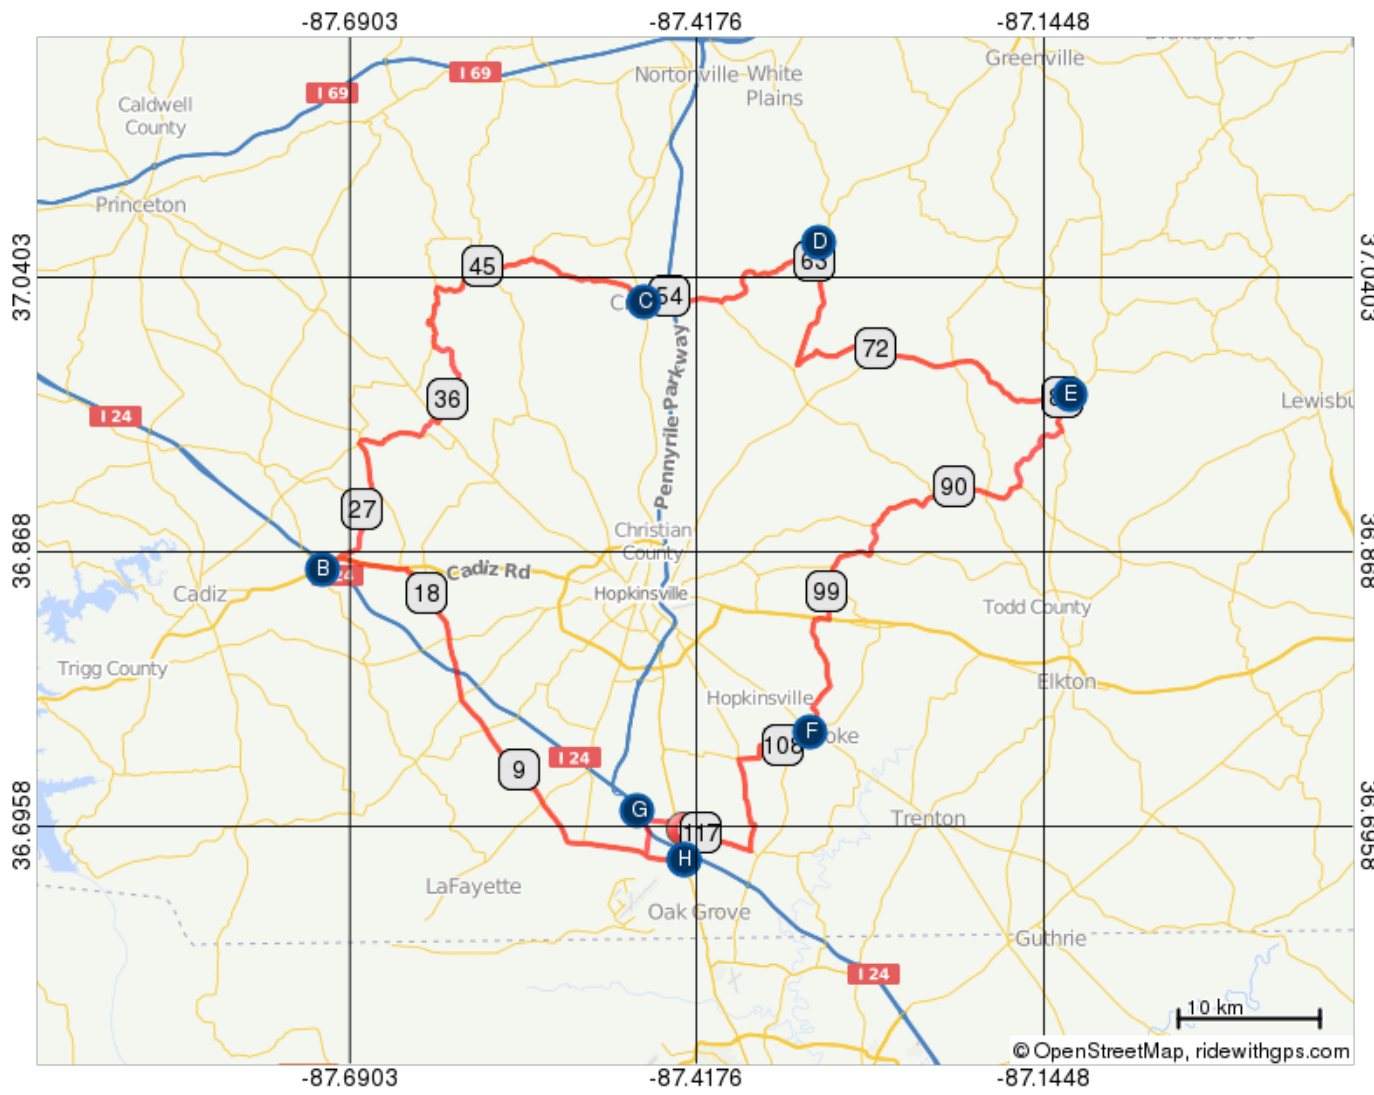 -87.6903
-87.4176
-87.1448
Greenville
Nortonville
White
Plains
I 69
I 69
Caldwell
County
Princeton
37.0403
37.0403
D
63
45
54
C
72
E
36
Lewisbu
I 24
Pennyrile Parkway
90
27
Christian
County
36.868
36.868
B
24
Cadiz Rd
18
Cadiz
Hopkinsville
99
Todd County
Trigg County
Elkton
Hopkinsville
F
oke
108
I 24
9
G
36.6958
36.6958
117
Trenton
H
LaFayette
Oak Grove
Guthrie
I 24
10 km
© OpenStreetMap, ridewithgps.com
-87.6903
-87.4176
-87.1448